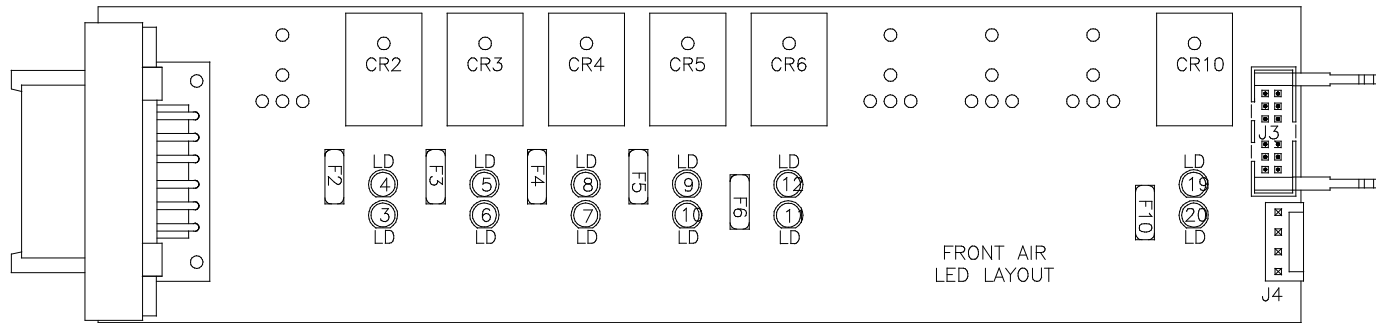 CR2 CR3 CR4 CR5 CR6 CR10
J3
LD LD LD LD LD LD
F2 F3 F4 F5 F6 F10
4 5 8 9 12 19
3 6 7 10 1 20
LD LD LD LD LD LD
FRONT AIR
LED LAYOUT
J4